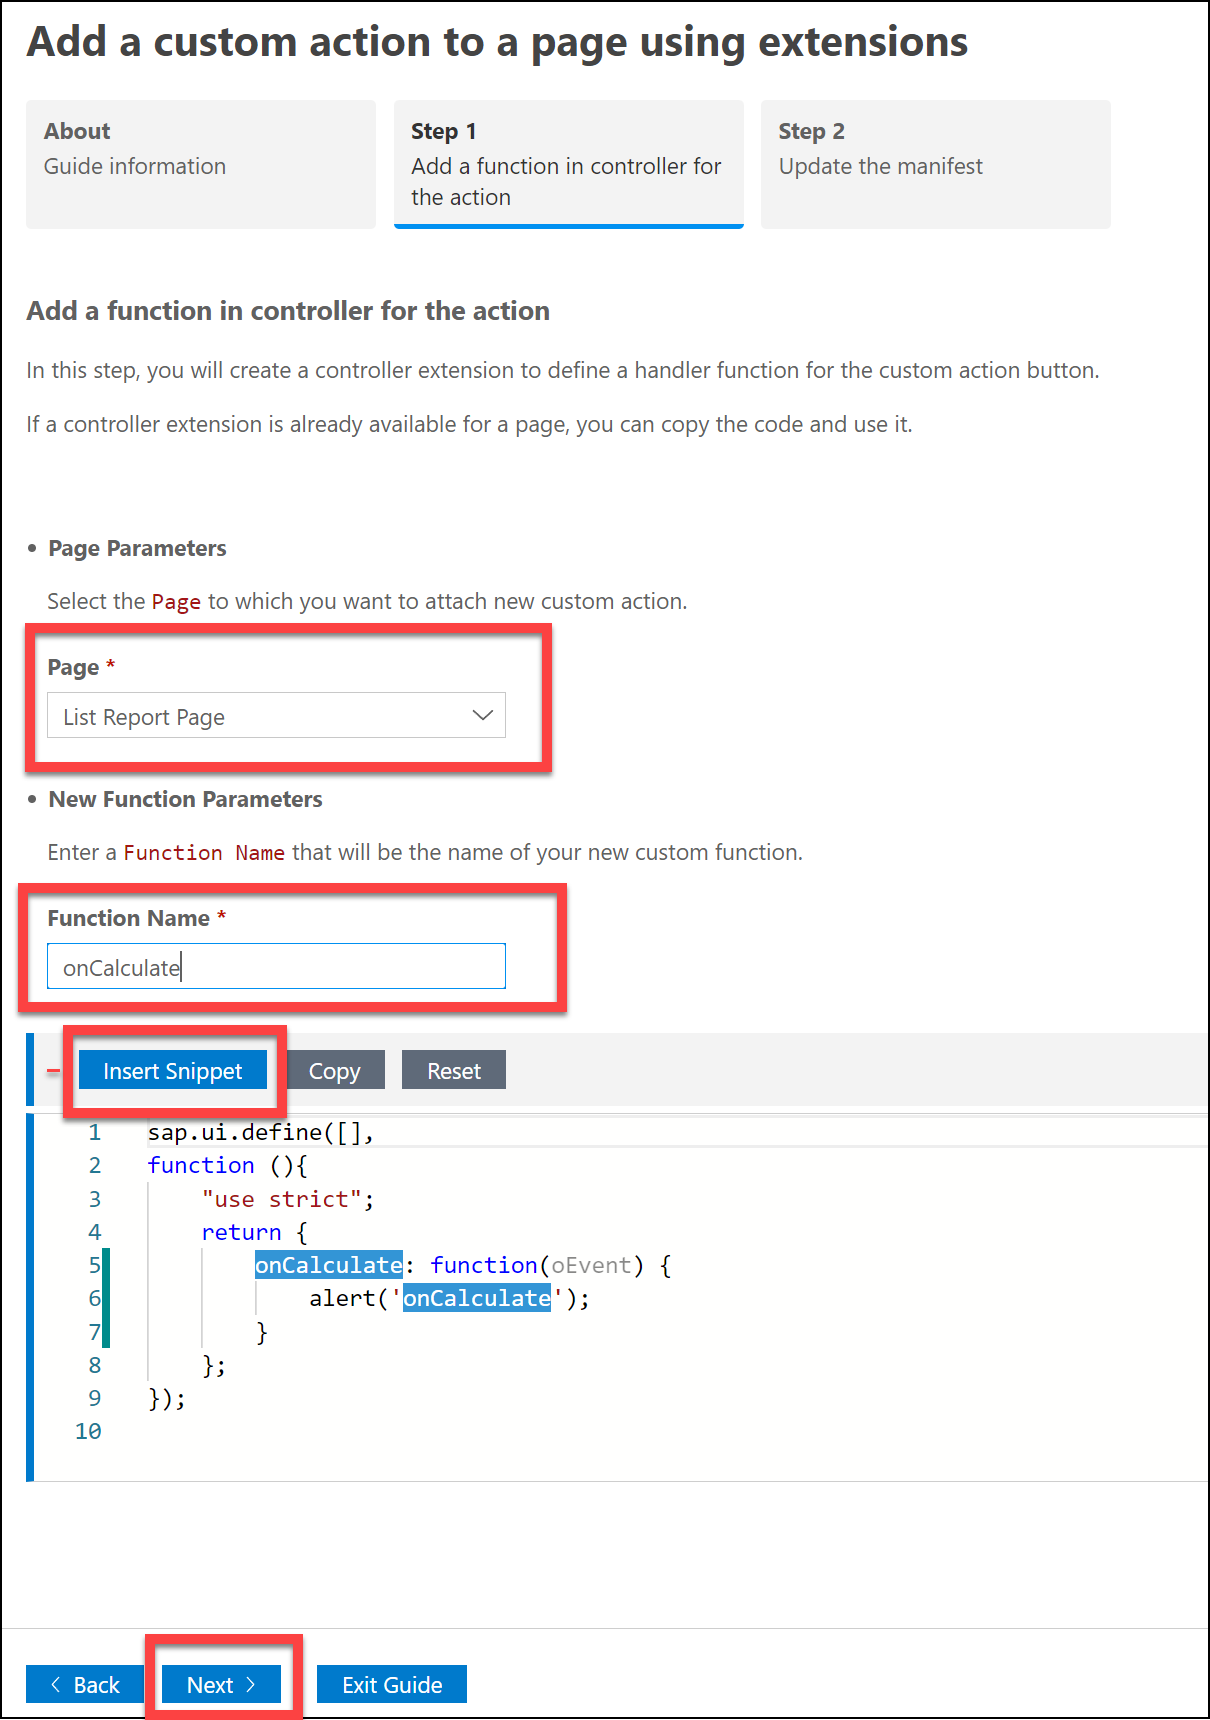 Add a custom action to a page using extensions
About
Guide information
Step 1
Add a function in controller for
the action
Step 2
Update the manifest
Add a function in controller for the action
In this step, you will create a controller extension to define a handler function for the custom action button.
If a controller extension is already available for a page, you can copy the code and use it.
• Page Parameters
Select the Page to which you want to attach new custom action.
Page *
List Report Page
• New Function Parameters
Enter a Function Name that will be the name of your new custom function.
Function Name *
onCalculate
Insert Snippet Copy Reset
1 sap.ui.define([],
2 function (){
3 "use strict";
4 return {
5 onCalculate: function(oEvent) {
6 alert('onCalculate');
7 }
8 };
9 });
10
< Back Next > Exit Guide